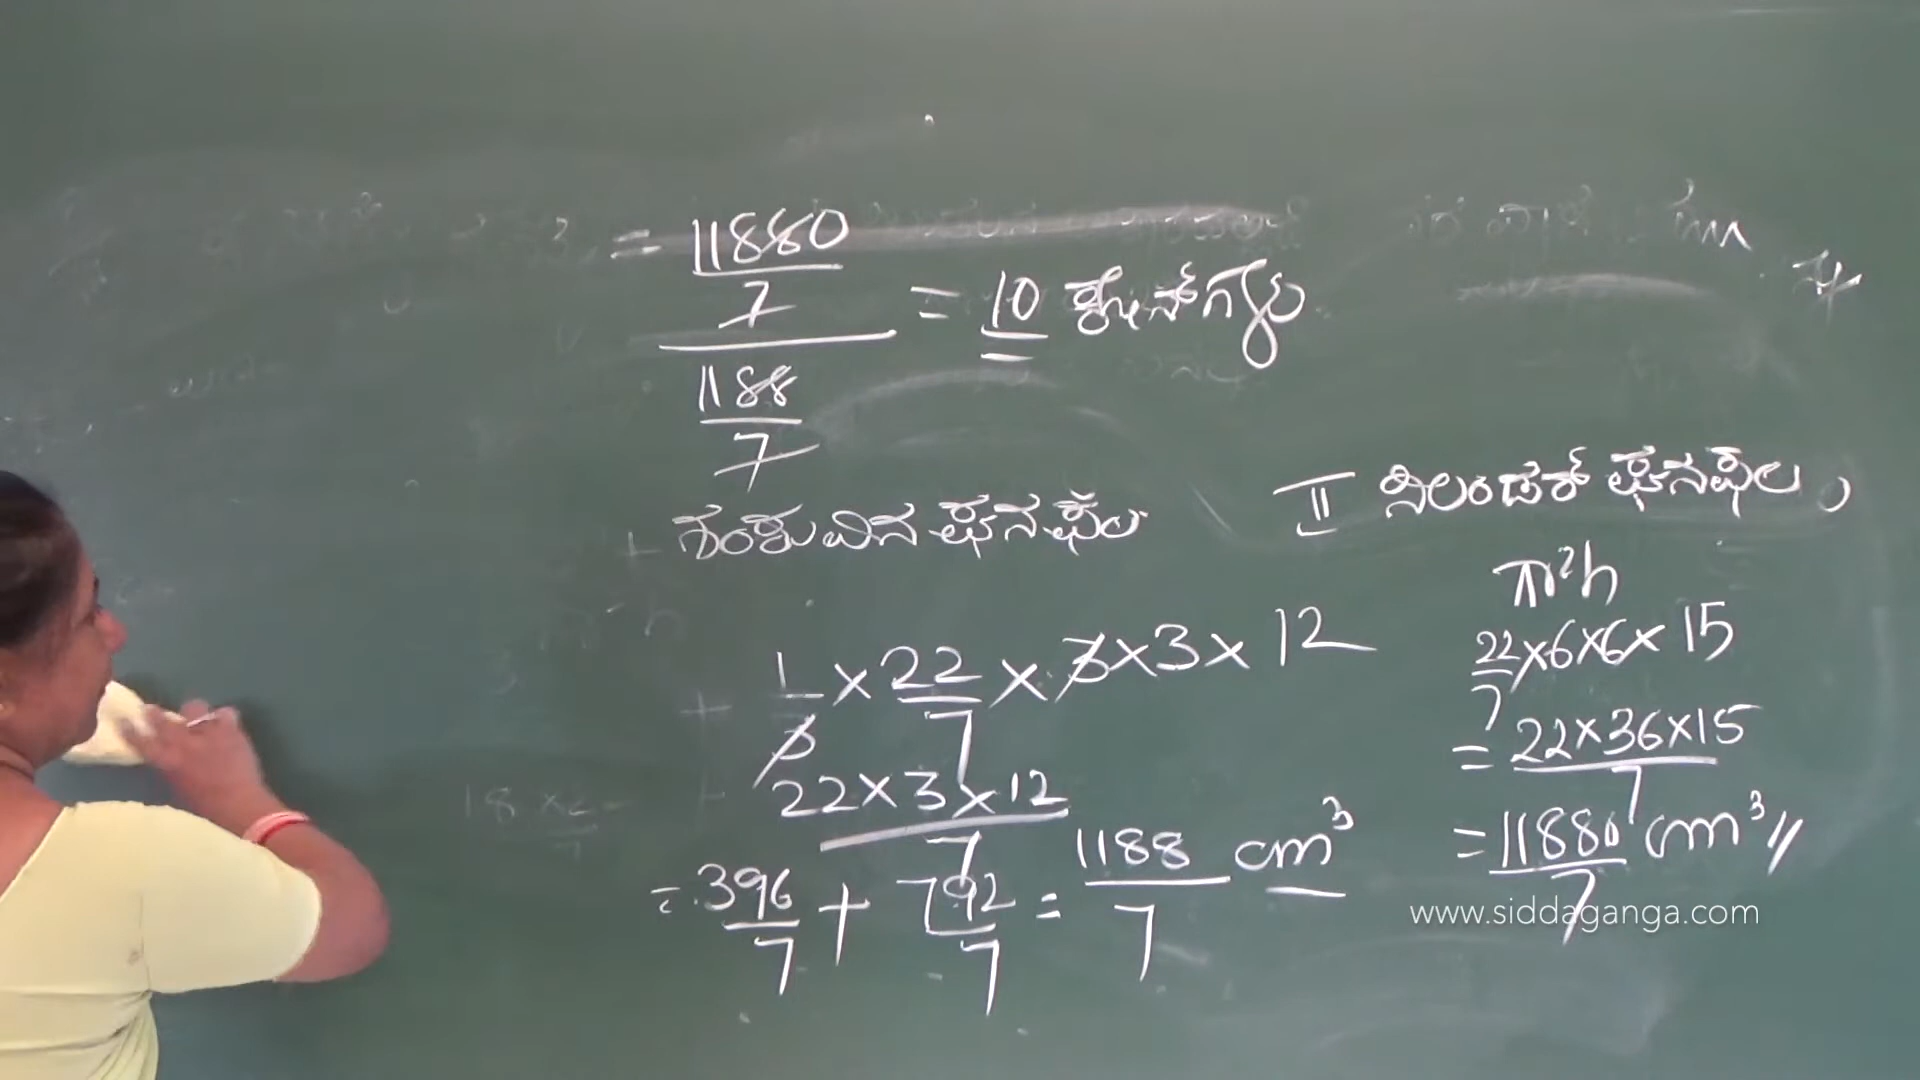 = 11880/7
= 10 ಕೋನ್‌ಗಳು
1188/7
+ ಶಂಕುವಿನ ಘನಫಲ
+ 1/3 × 22/7 × 3 × 3 × 12
22 × 3 × 12 / 7
= 396/7 + 792/7 = 1188/7 cm³
II ಸಿಲಿಂಡರ್ ಘನಫಲ
πr²h
22/7 × 6 × 6 × 15
= 22×36×15 / 7
= 11880/7 cm³ //
www.siddaganga.com